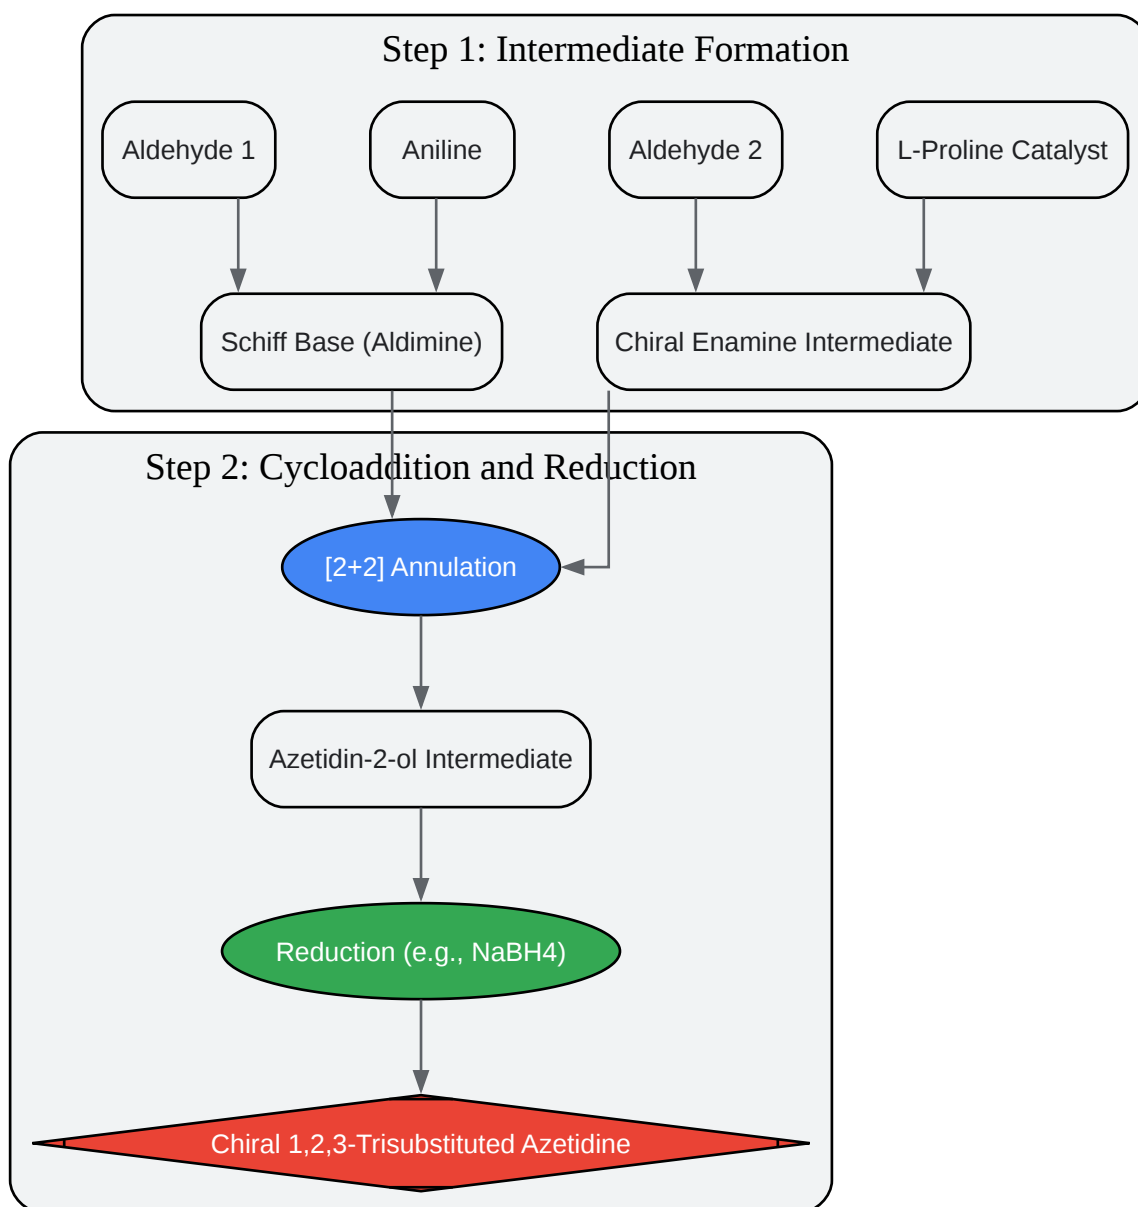 Step 1: Intermediate Formation
Aldehyde 1
Aniline
Aldehyde 2
L-Proline Catalyst
Schiff Base (Aldimine)
Chiral Enamine Intermediate
Step 2: Cycloaddition and Reduction
[2+2] Annulation
Azetidin-2-ol Intermediate
Reduction (e.g., NaBH4)
Chiral 1,2,3-Trisubstituted Azetidine